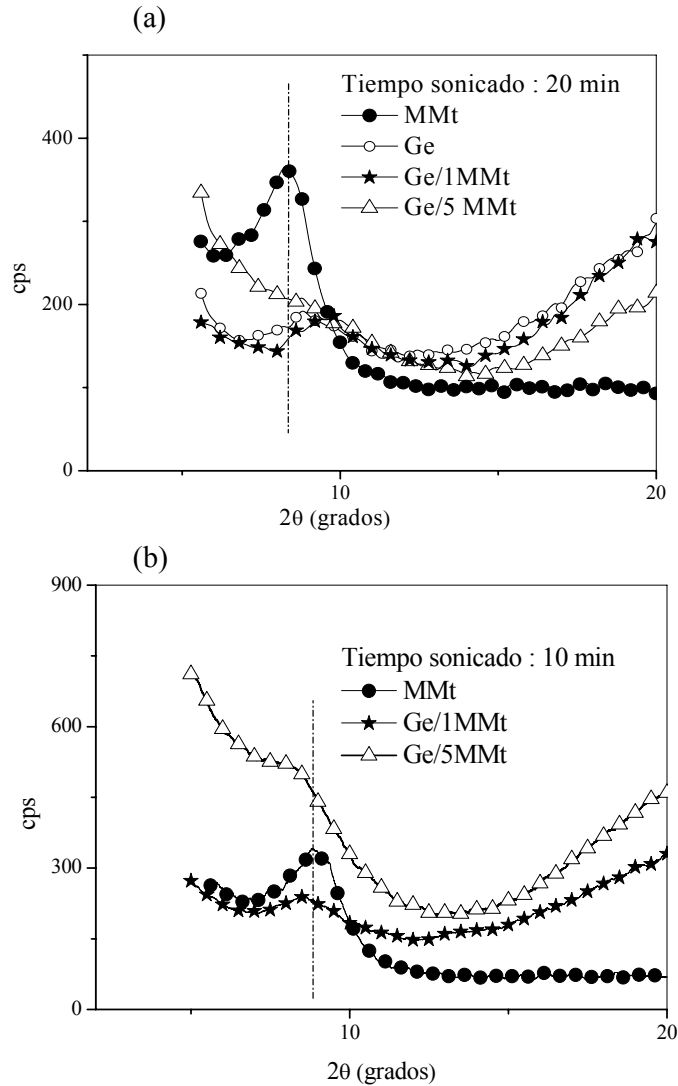 (a)
Tiempo sonicado : 20 min
MMt
Ge
Ge/1MMt
Ge/5 MMt
400
200
0
cps
10
20
2θ (grados)
(b)
900
Tiempo sonicado : 10 min
MMt
Ge/1MMt
Ge/5MMt
600
300
0
cps
10
20
2θ (grados)